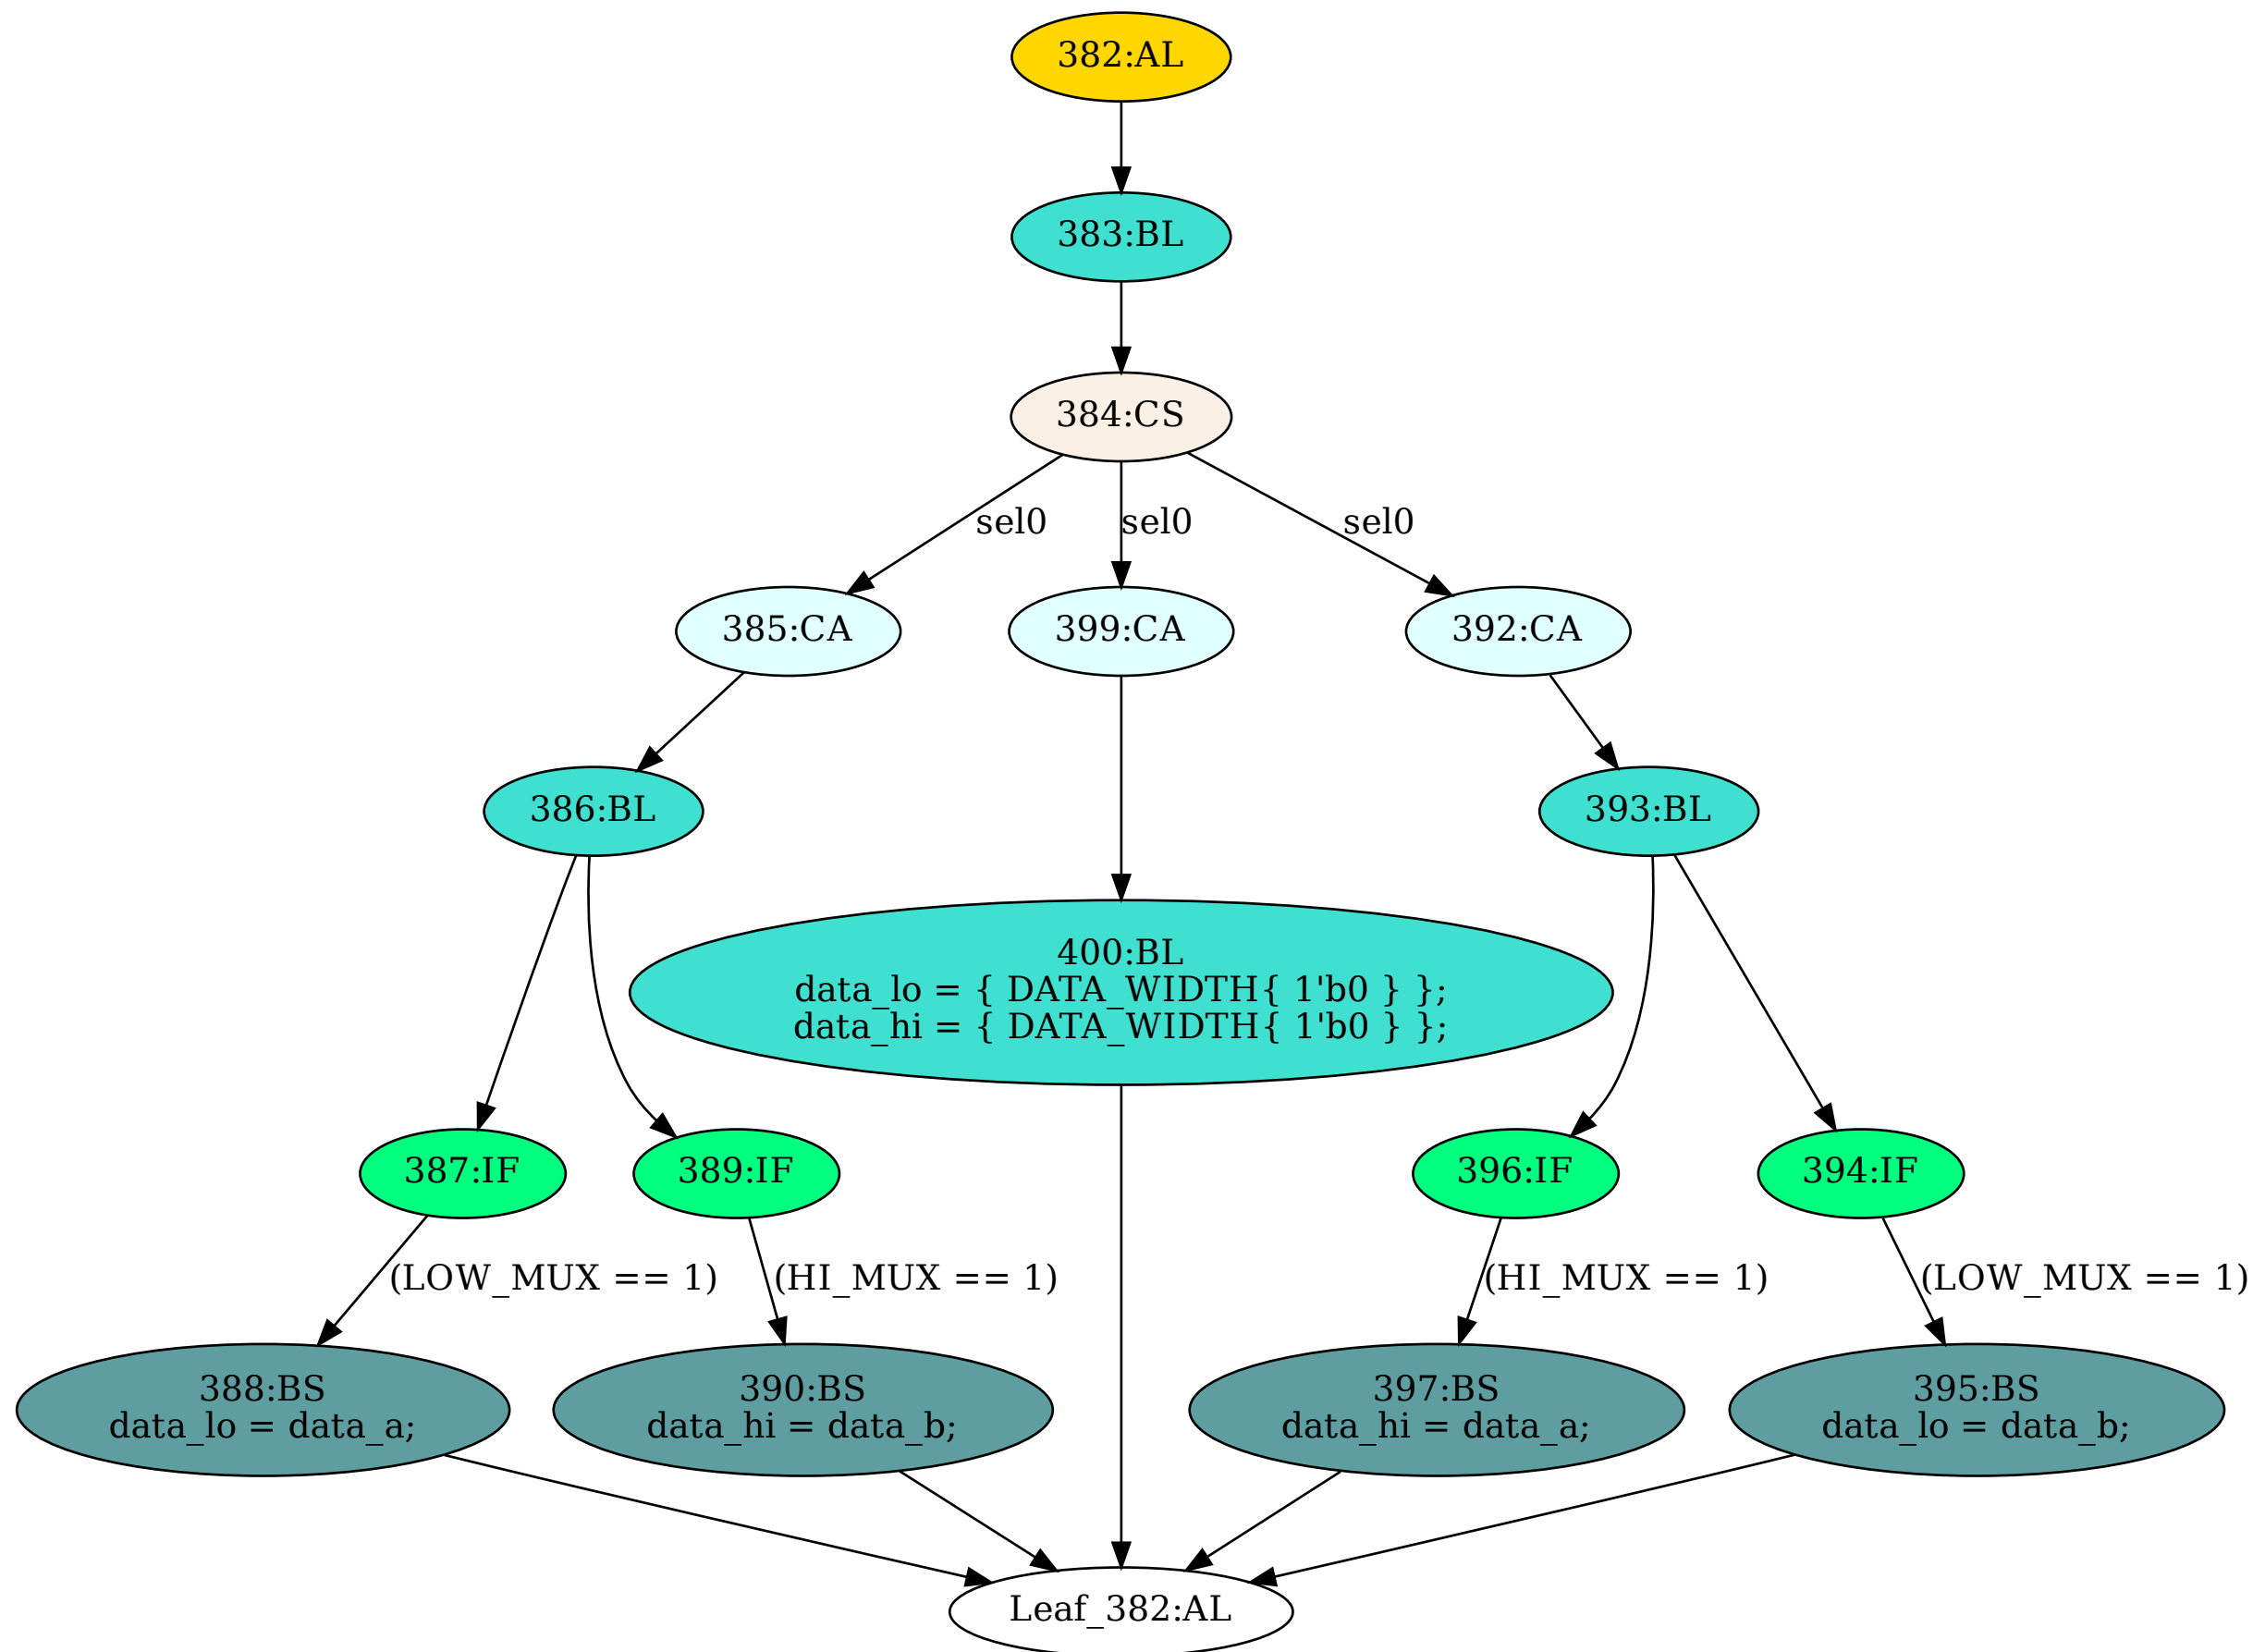 382:AL
383:BL
384:CS
sel0
sel0
sel0
385:CA
399:CA
392:CA
386:BL
393:BL
400:BL
data_lo = { DATA_WIDTH{ 1'b0 } };
data_hi = { DATA_WIDTH{ 1'b0 } };
387:IF
389:IF
396:IF
394:IF
(LOW_MUX == 1)
(HI_MUX == 1)
(HI_MUX == 1)
(LOW_MUX == 1)
388:BS
data_lo = data_a;
390:BS
data_hi = data_b;
397:BS
data_hi = data_a;
395:BS
data_lo = data_b;
Leaf_382:AL